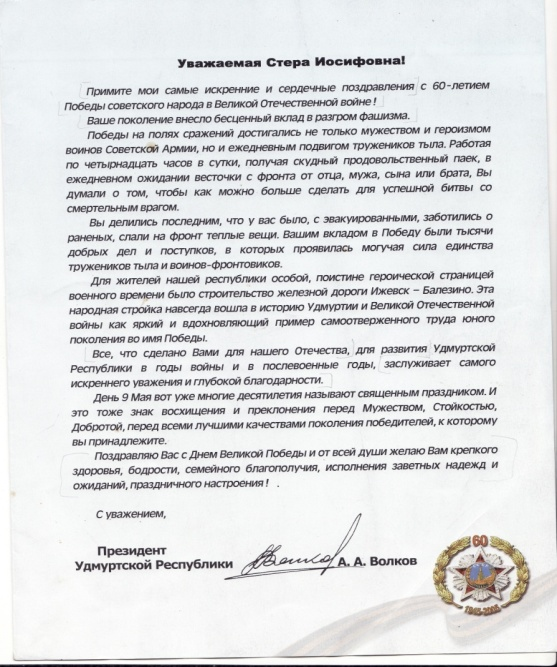 Уважаемая Стера Иосифовна!
Примите мои самые искренние и сердечные поздравления с 60-летием
Победы советского народа в Великой Отечественной войне!
Ваше поколение внесло бесценный вклад в разгром фашизма.
Победы на полях сражений достигались не только мужеством и героизмом
воинов Советской Армии, но и ежедневным подвигом тружеников тыла. Работая
по четырнадцать часов в сутки, получая скудный продовольственный паек, в
ежедневном ожидании весточки с фронта от отца, мужа, сына или брата, Вы
думали о том, чтобы как можно больше сделать для успешной битвы со
смертельным врагом.
Вы делились последним, что у вас было, с эвакуированными, заботились о
раненых, слали на фронт теплые вещи. Вашим вкладом в Победу были тысячи
добрых дел и поступков, в которых проявилась могучая сила единства
тружеников тыла и воинов-фронтовиков.
Для жителей нашей республики особой, поистине героической страницей
военного времени было строительство железной дороги Ижевск – Балезино. Эта
народная стройка навсегда вошла в историю Удмуртии и Великой Отечественной
войны как яркий и вдохновляющий пример самоотверженного труда юного
поколения во имя Победы.
Все, что сделано Вами для нашего Отечества, для развития Удмуртской
Республики в годы войны и в послевоенные годы, заслуживает самого
искреннего уважения и глубокой благодарности.
День 9 Мая вот уже многие десятилетия называют священным праздником. И
это тоже знак восхищения и преклонения перед Мужеством, Стойкостью,
Добротой, перед всеми лучшими качествами поколения победителей, к которому
вы принадлежите.
Поздравляю Вас с Днем Великой Победы и от всей души желаю Вам крепкого
здоровья, бодрости, семейного благополучия, исполнения заветных надежд и
ожиданий, праздничного настроения!
С уважением,
Президент
Удмуртской Республики А. А. Волков
60
1945-2005